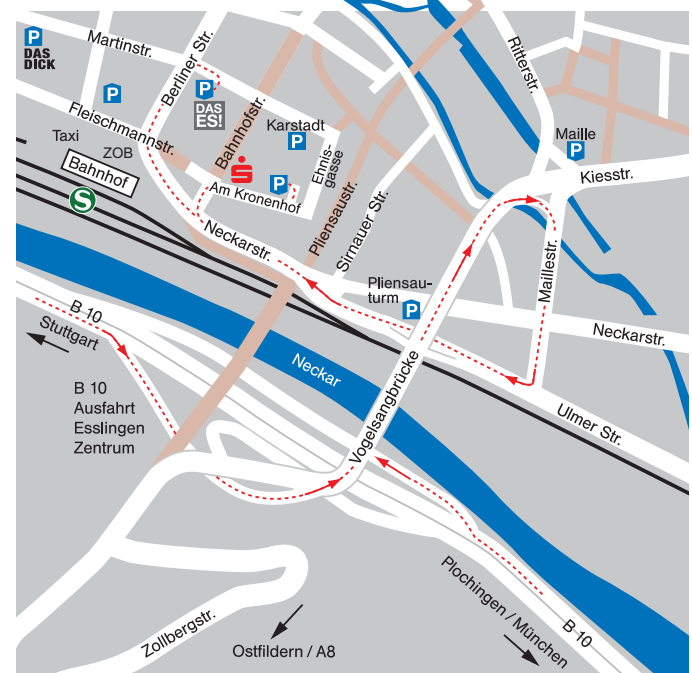 Martinstr.
Berliner Str.
Ritterstr.
P
DAS
DICK
P
P
DAS
ES!
Fleischmannstr.
Bahnhofstr.
Karstadt
P
Maille
P
Kiesstr.
Taxi
ZOB
Bahnhof
S
S
Am Kronenhof
P
Ehnis-
gasse
Pliensaustr.
Sirnauer Str.
Neckarstr.
Pliensau-
turm
P
Maillestr.
Neckarstr.
B 10
Stuttgart
B 10
Ausfahrt
Esslingen
Zentrum
Neckar
Vogelsangbrücke
Ulmer Str.
Zollbergstr.
Ostfildern / A8
Plochingen / München
B 10